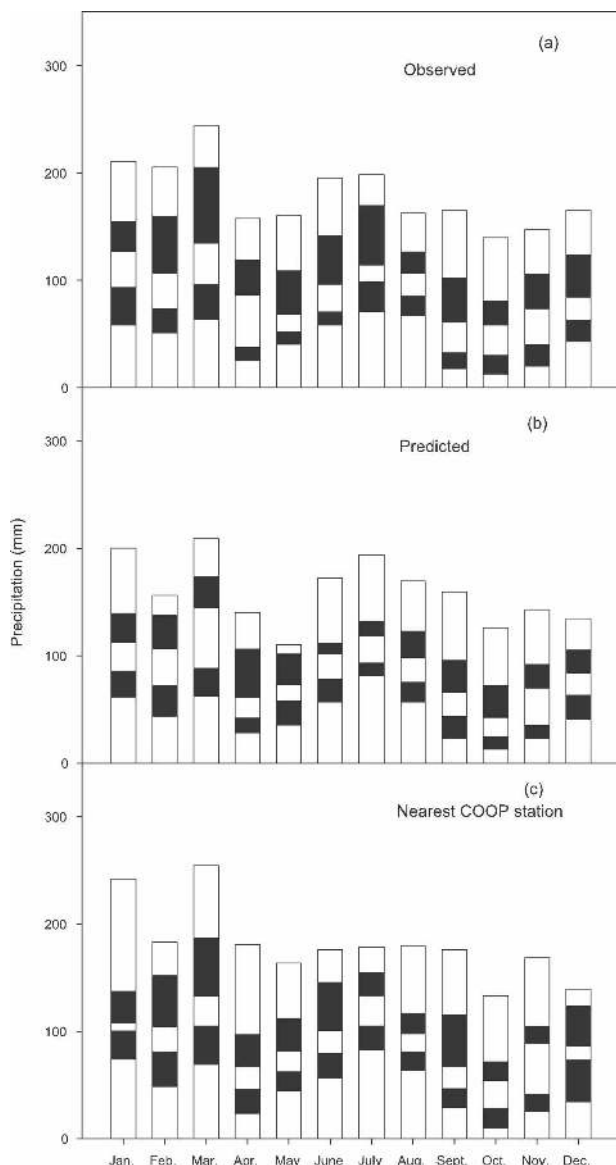 (a)
Observed
300
200
100
0
(b)
Predicted
300
200
100
0
Precipitation (mm)
(c)
Nearest COOP station
300
200
100
0
Jan. Feb. Mar. Apr. May June July Aug. Sept. Oct. Nov. Dec.